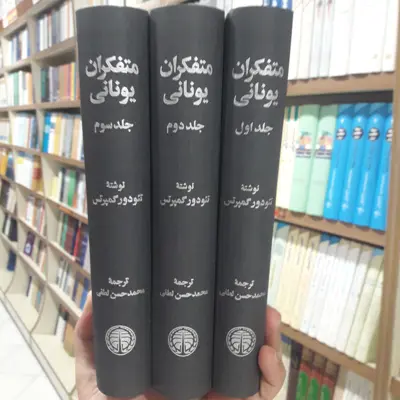 متفکران
یونانی
جلد اول
نوشتهٔ
تئودور گمپرتس
ترجمهٔ
محمدحسن لطفی
متفکران
یونانی
جلد دوم
نوشتهٔ
تئودور گمپرتس
ترجمهٔ
محمدحسن لطفی
متفکران
یونانی
جلد سوم
نوشتهٔ
تئودور گمپرتس
ترجمهٔ
محمدحسن لطفی